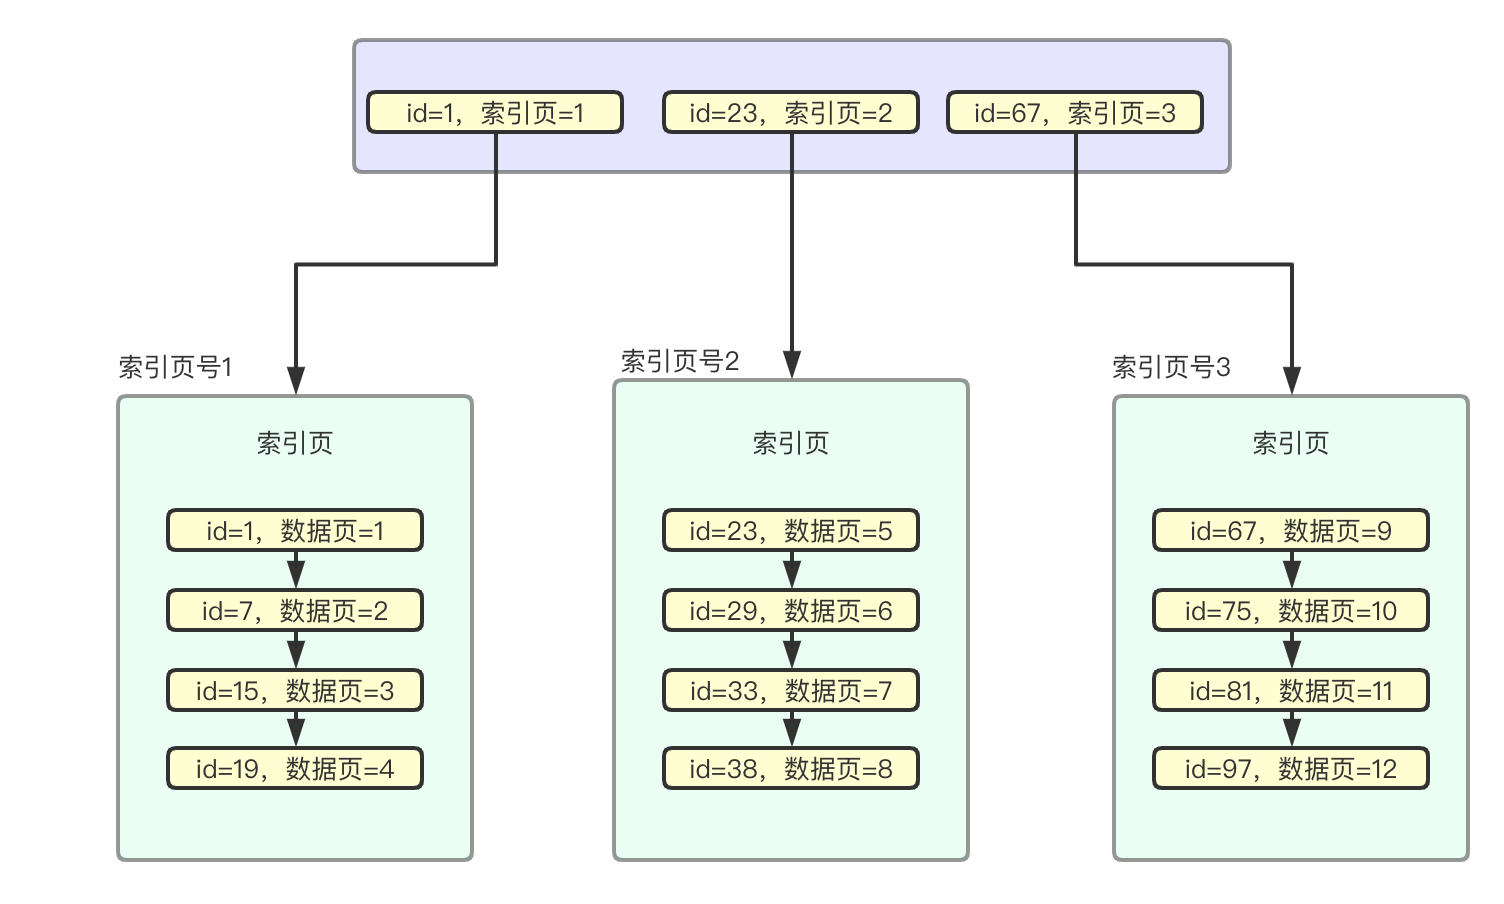 id=1，索引页=1
id=23，索引页=2
id=67，索引页=3
索引页号1
索引页
id=1，数据页=1
id=7，数据页=2
id=15，数据页=3
id=19，数据页=4
索引页号2
索引页
id=23，数据页=5
id=29，数据页=6
id=33，数据页=7
id=38，数据页=8
索引页号3
索引页
id=67，数据页=9
id=75，数据页=10
id=81，数据页=11
id=97，数据页=12